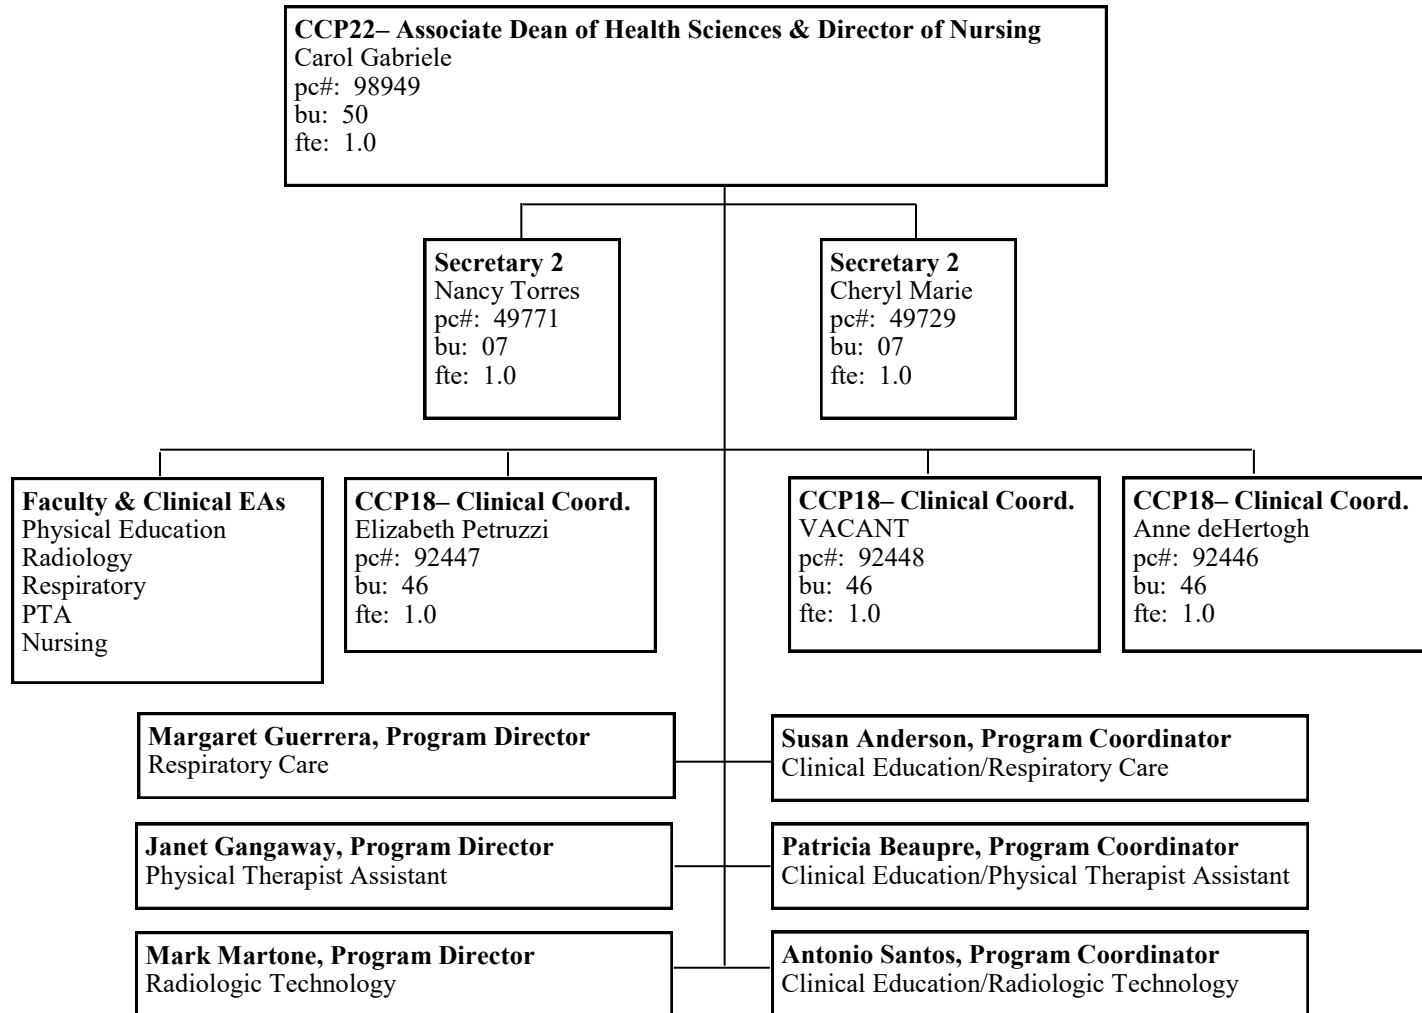 CCP22– Associate Dean of Health Sciences & Director of Nursing
Carol Gabriele
pc#:  98949
bu:  50
fte:  1.0
Secretary 2
Nancy Torres
pc#:  49771
bu:  07
fte:  1.0
Secretary 2
Cheryl Marie
pc#:  49729
bu:  07
fte:  1.0
Faculty & Clinical EAs
Physical Education
Radiology
Respiratory
PTA
Nursing
CCP18– Clinical Coord.
Elizabeth Petruzzi
pc#:  92447
bu:  46
fte:  1.0
CCP18– Clinical Coord.
VACANT
pc#:  92448
bu:  46
fte:  1.0
CCP18– Clinical Coord.
Anne deHertogh
pc#:  92446
bu:  46
fte:  1.0
Margaret Guerrera, Program Director
Respiratory Care
Susan Anderson, Program Coordinator
Clinical Education/Respiratory Care
Janet Gangaway, Program Director
Physical Therapist Assistant
Patricia Beaupre, Program Coordinator
Clinical Education/Physical Therapist Assistant
Mark Martone, Program Director
Radiologic Technology
Antonio Santos, Program Coordinator
Clinical Education/Radiologic Technology